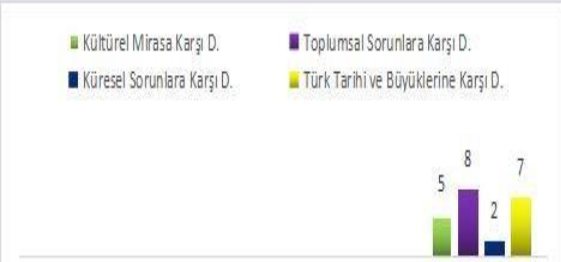 Kültürel Mirasa Karşı D. Toplumsal Sorunlara Karşı D.
Küresel Sorunlara Karşı D. Türk Tarihi ve Büyüklerine Karşı D.
8
7
5
2